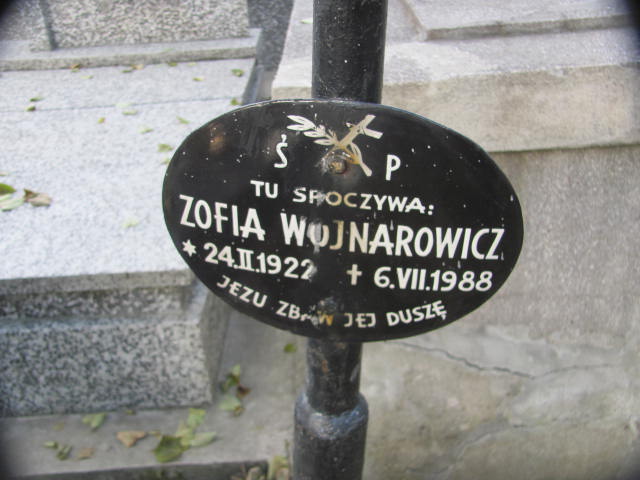 Ś P
TU SPOCZYWA:
ZOFIA WOJNAROWICZ
* 24.II.1922 ✝ 6.VII.1988
JEZU ZBAW JEJ DUSZĘ